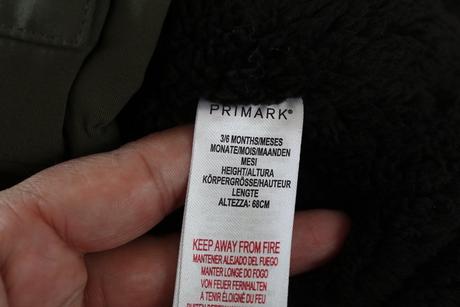 PRIMARK®
3/6 MONTHS/MESES
MONATE/MOIS/MAANDEN
MESI
HEIGHT/ALTURA
KÖRPERGRÖSSE/HAUTEUR
LENGTE
ALTEZZA: 68CM
KEEP AWAY FROM FIRE
MANTENER ALEJADO DEL FUEGO
MANTER LONGE DO FOGO
VON FEUER FERNHALTEN
A TENIR ÉLOIGNÉ DU FEU